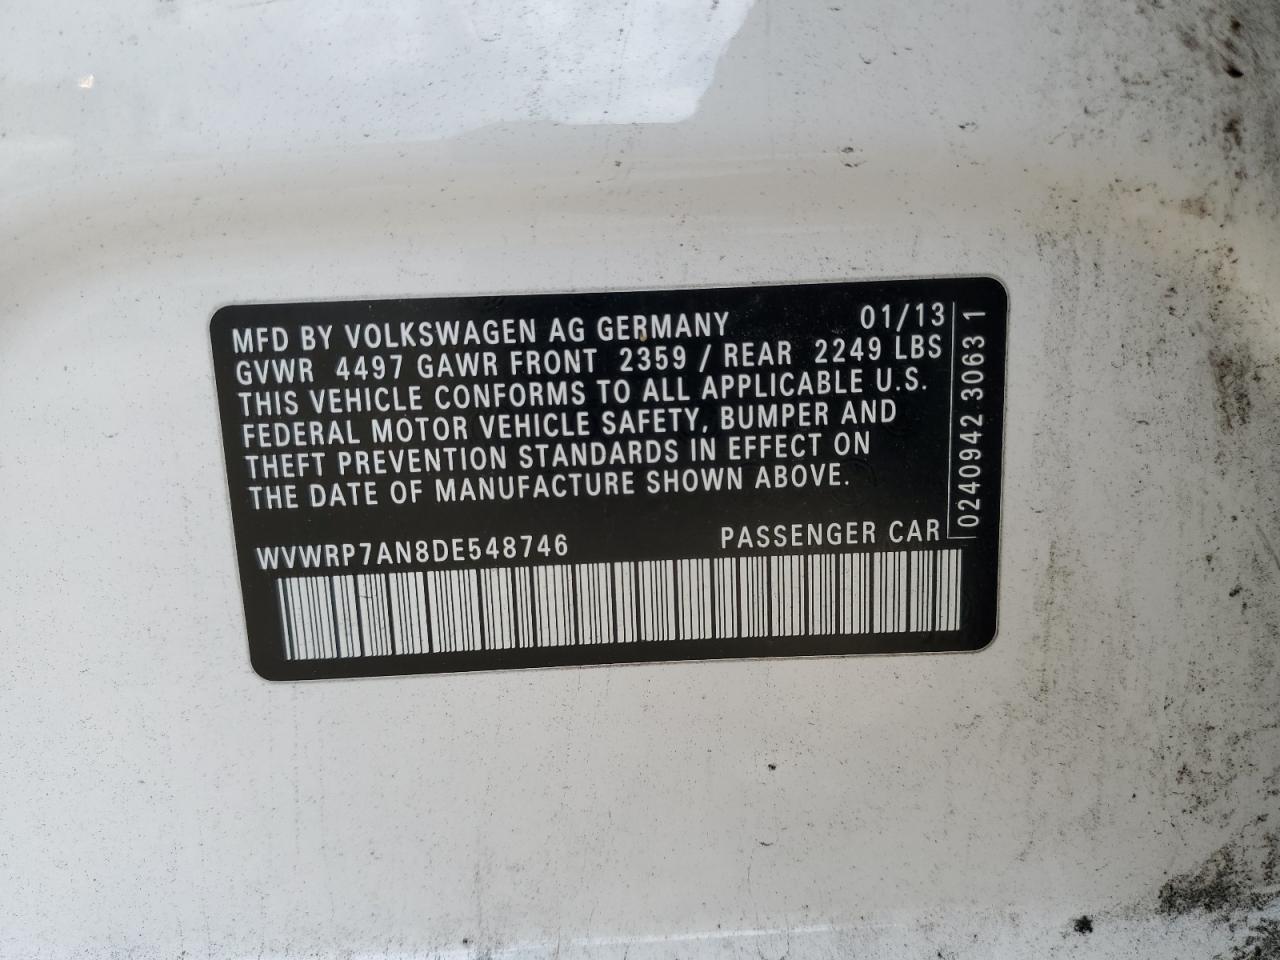 MFD BY VOLKSWAGEN AG GERMANY 01/13
GVWR 4497 GAWR FRONT 2359 / REAR 2249 LBS
THIS VEHICLE CONFORMS TO ALL APPLICABLE U.S.
FEDERAL MOTOR VEHICLE SAFETY, BUMPER AND
THEFT PREVENTION STANDARDS IN EFFECT ON
THE DATE OF MANUFACTURE SHOWN ABOVE.
WVWRP7AN8DE548746 PASSENGER CAR
0240942 3063 1